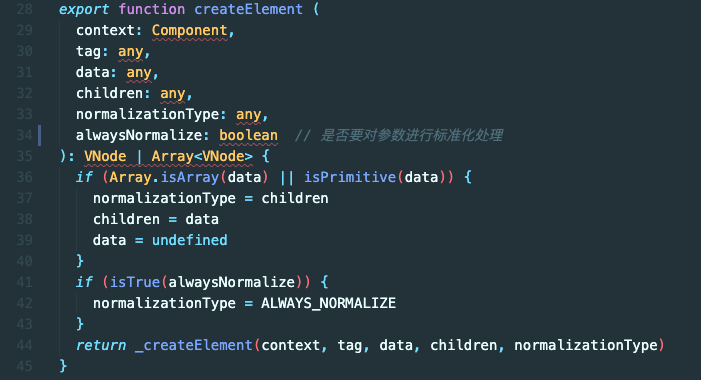 28 export function createElement (
29   context: Component,
30   tag: any,
31   data: any,
32   children: any,
33   normalizationType: any,
34   alwaysNormalize: boolean  // 是否要对参数进行标准化处理
35 ): VNode | Array<VNode> {
36   if (Array.isArray(data) || isPrimitive(data)) {
37     normalizationType = children
38     children = data
39     data = undefined
40   }
41   if (isTrue(alwaysNormalize)) {
42     normalizationType = ALWAYS_NORMALIZE
43   }
44   return _createElement(context, tag, data, children, normalizationType)
45 }